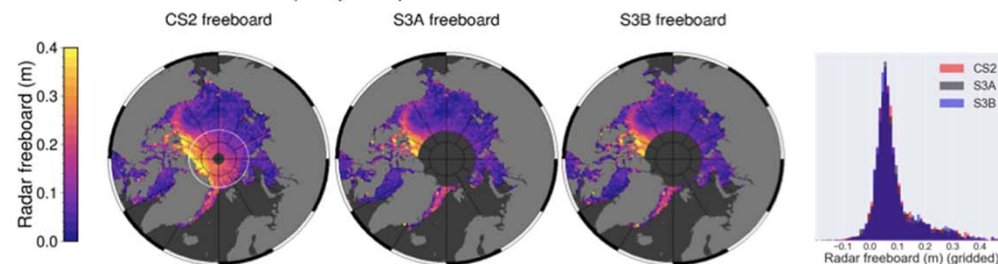 CS2 freeboard
S3A freeboard
S3B freeboard
Radar freeboard (m)
0.4
0.3
0.2
0.1
0.0
CS2
S3A
S3B
−0.1 0.0 0.1 0.2 0.3 0.4
Radar freeboard (m) (gridded)